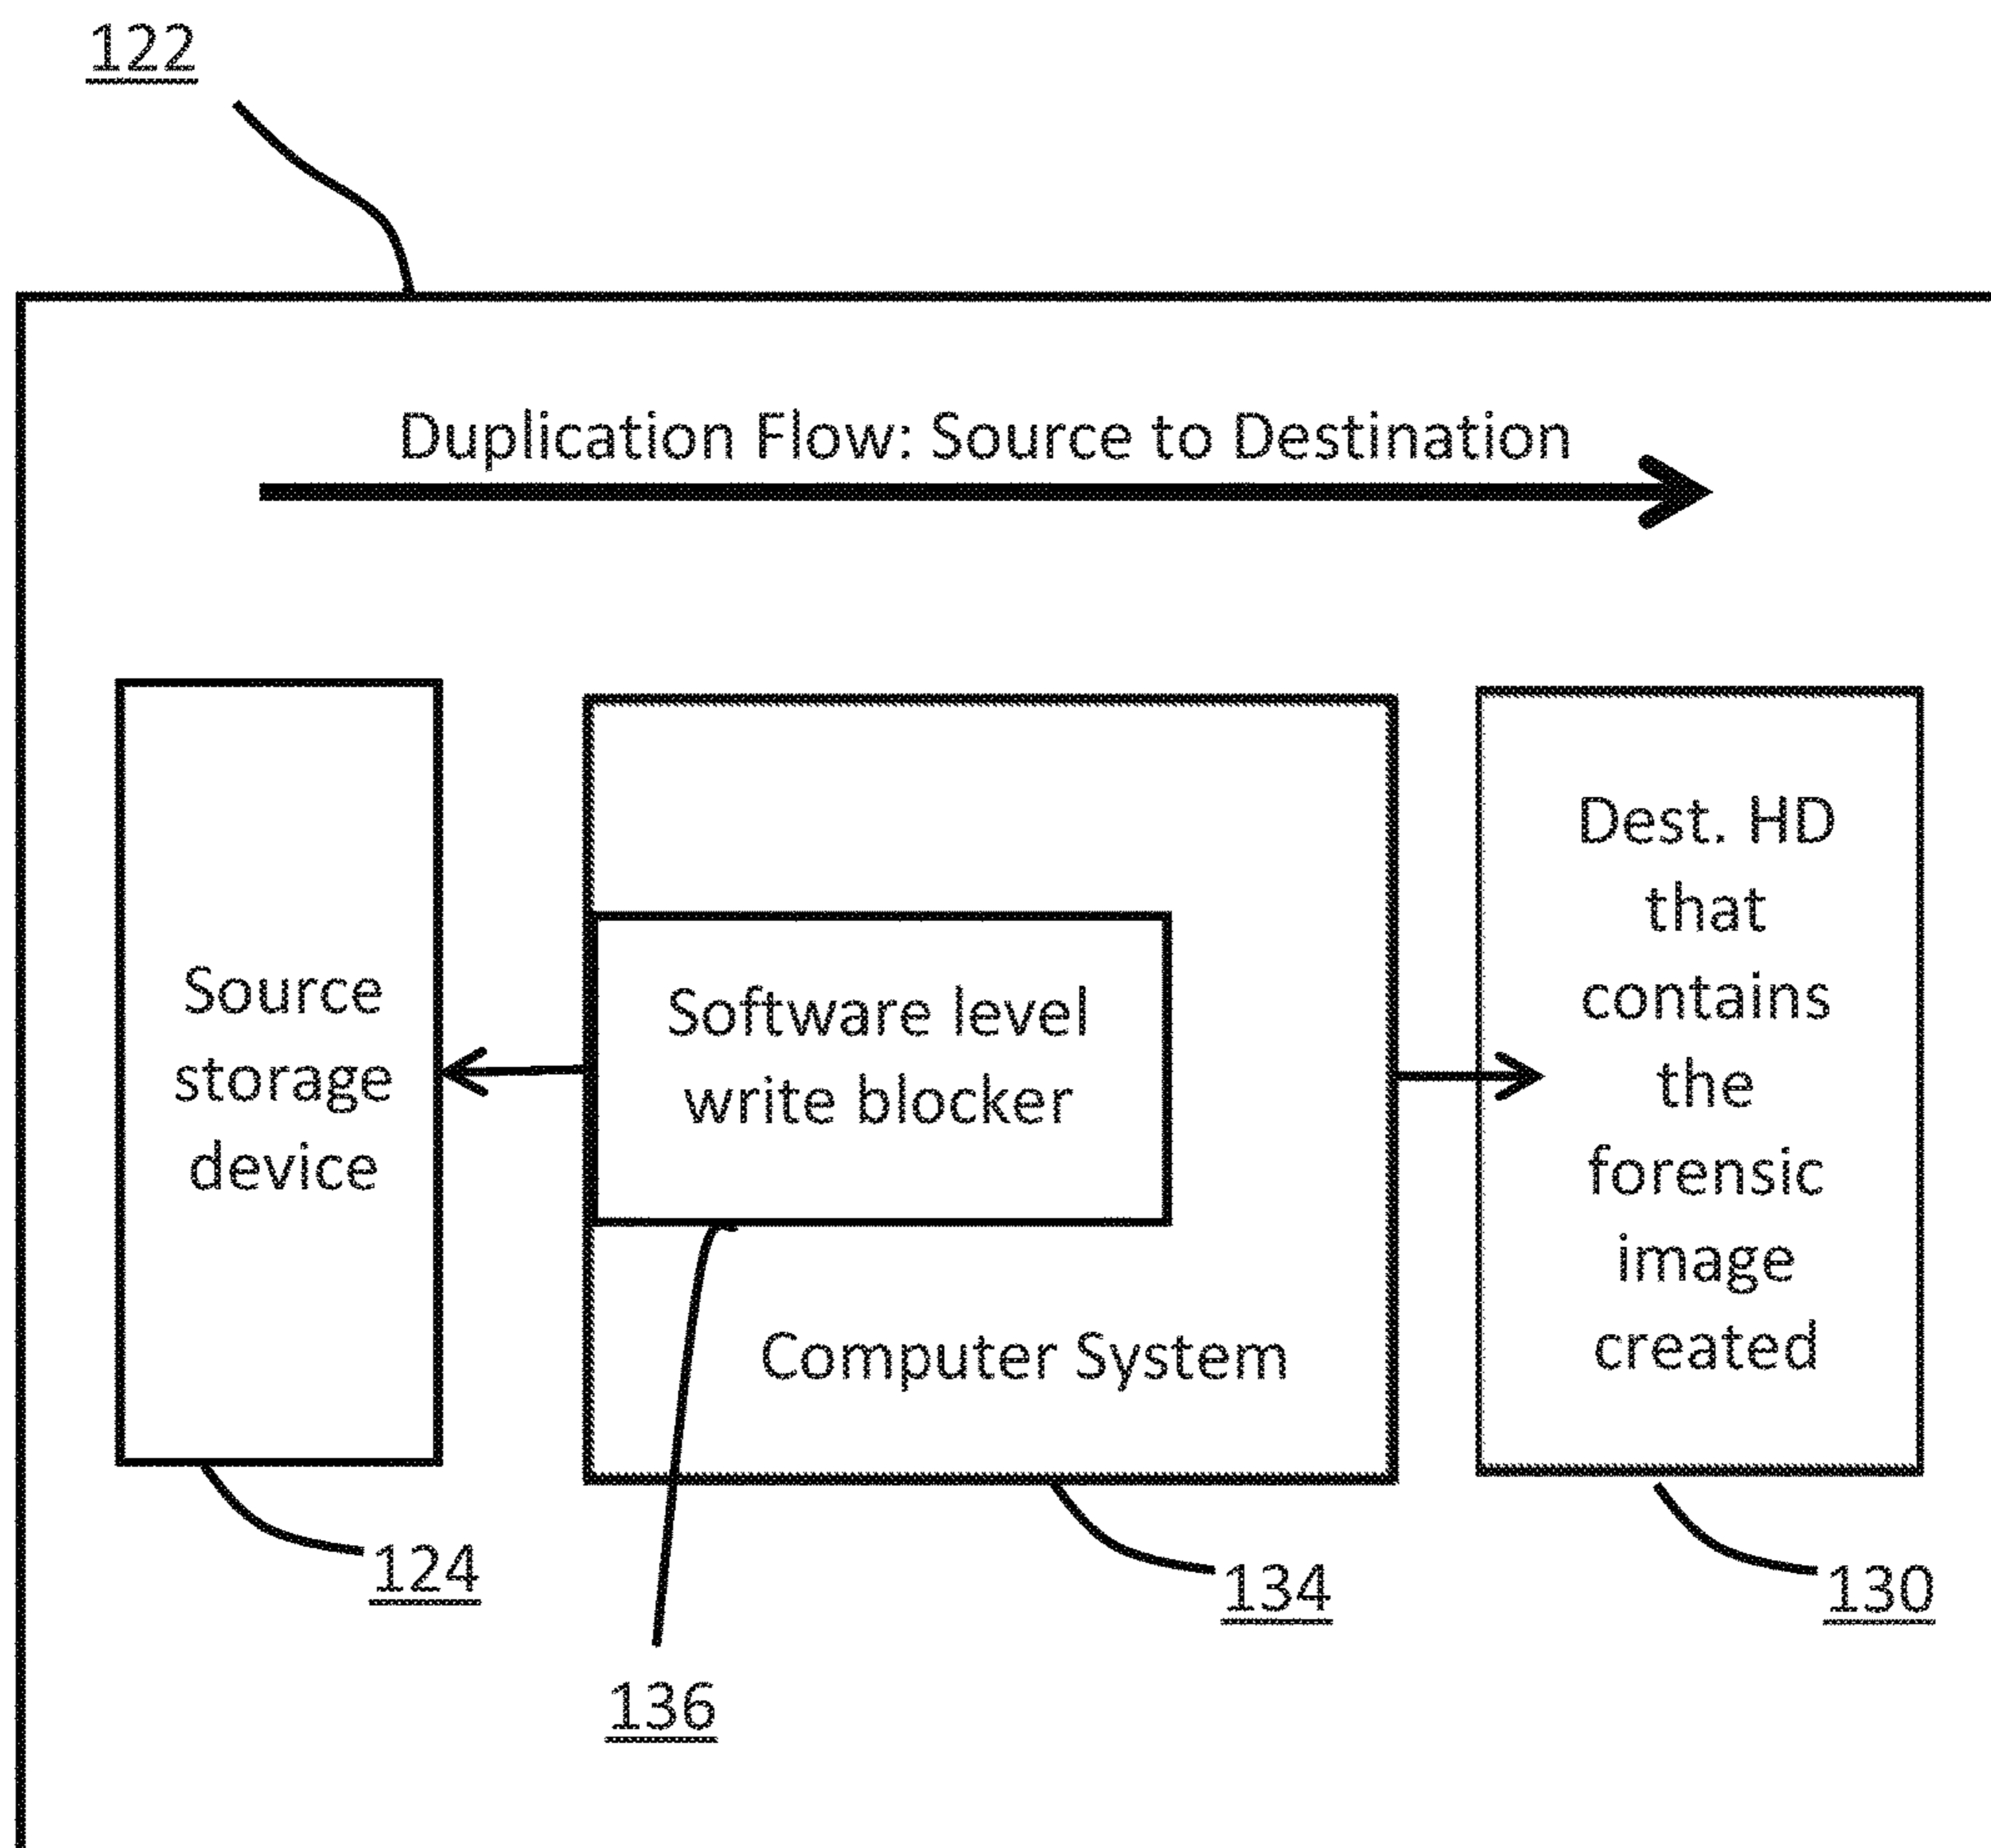 122
Duplication Flow: Source to Destination
Source
storage
device
Software level
write blocker
Computer System
Dest. HD
that
contains
the
forensic
image
created
124
134
130
136